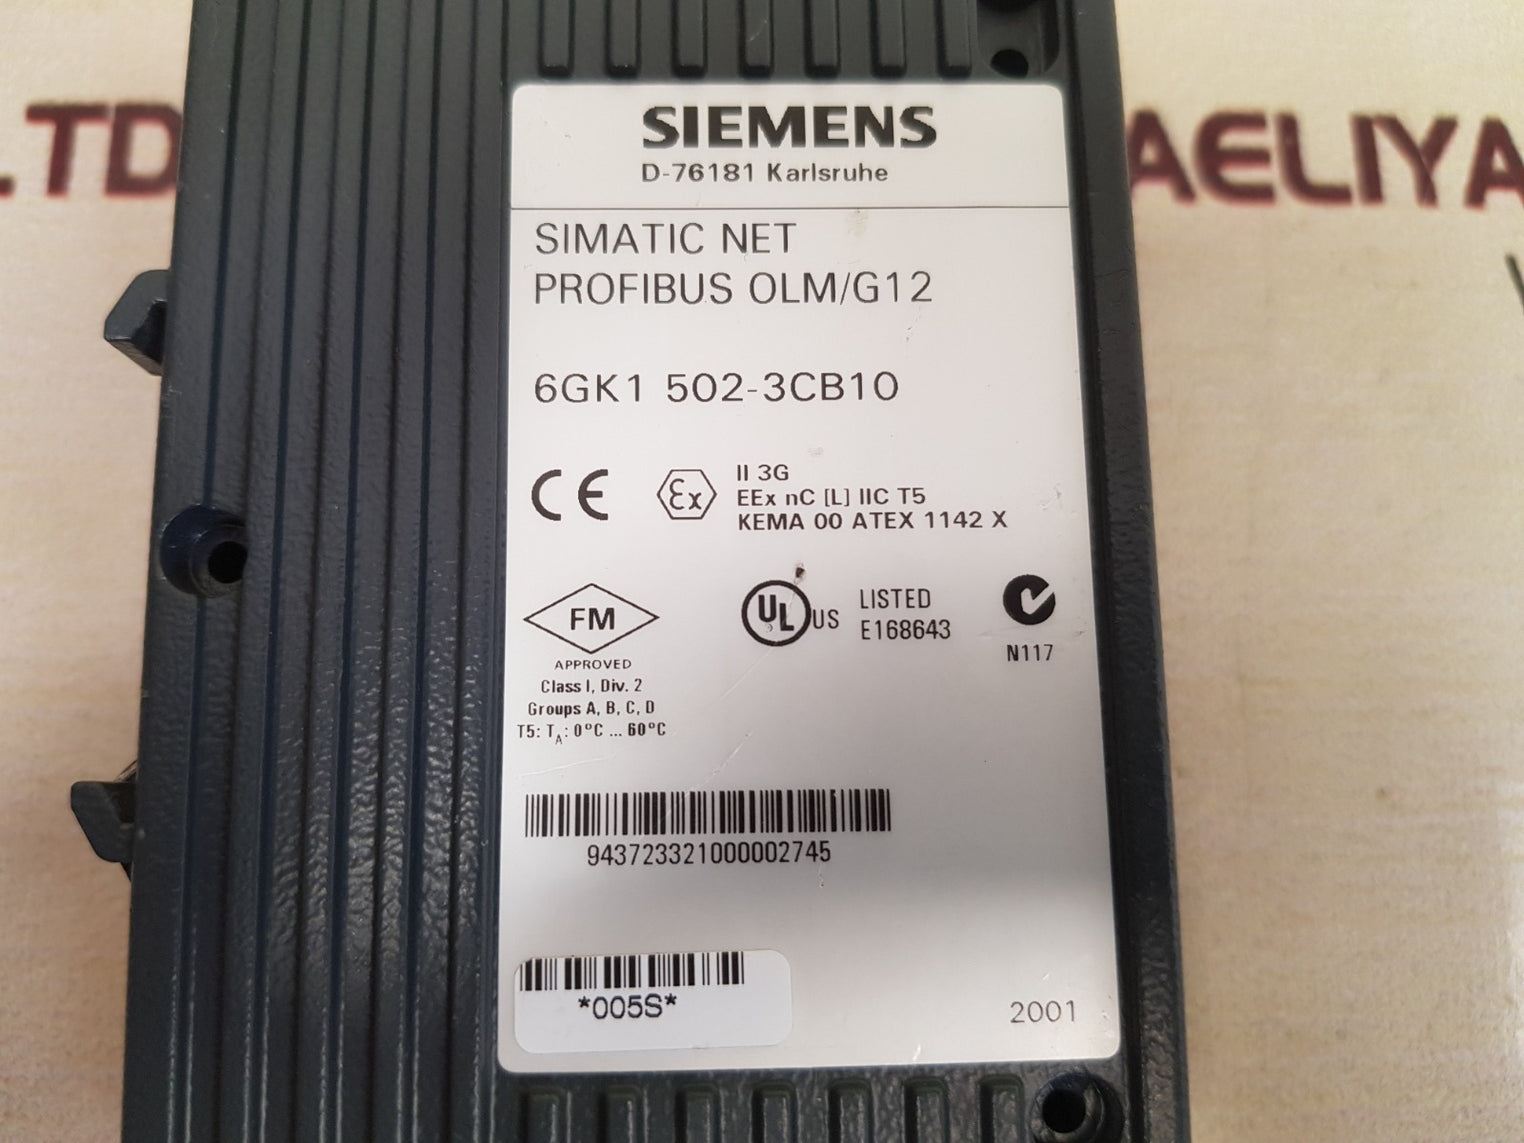 LTD
AELIYA
SIEMENS
D-76181 Karlsruhe
SIMATIC NET
PROFIBUS OLM/G12
6GK1 502-3CB10
CE
Ex
II 3G
EEx nC [L] IIC T5
KEMA 00 ATEX 1142 X
FM
APPROVED
Class I, Div. 2
Groups A, B, C, D
T5: TA: 0°C ... 60°C
UL US
LISTED
E168643
N117
943723321000002745
*005S*
2001